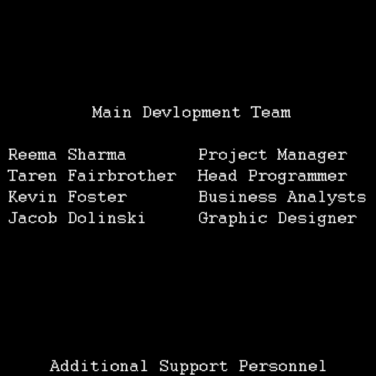 Main Devlopment Team
Reema Sharma Project Manager
Taren Fairbrother Head Programmer
Kevin Foster Business Analysts
Jacob Dolinski Graphic Designer
Additional Support Personnel